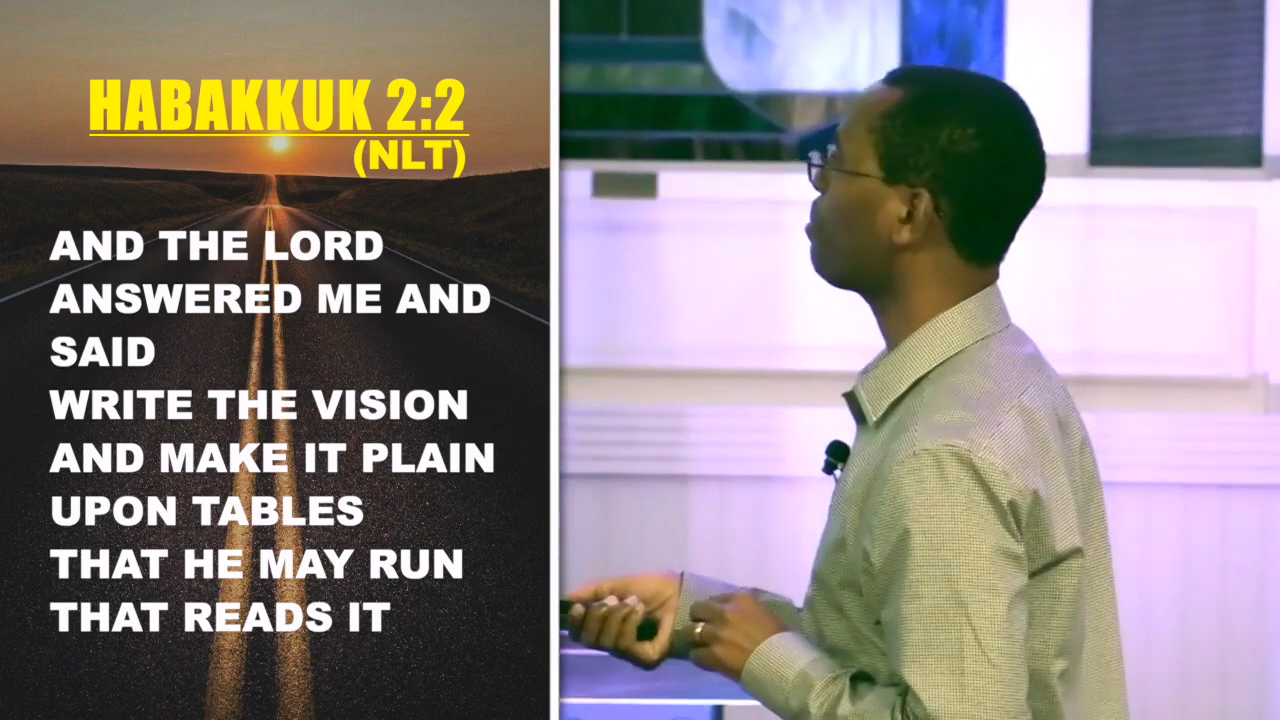 HABAKKUK 2:2
(NLT)
AND THE LORD
ANSWERED ME AND
SAID
WRITE THE VISION
AND MAKE IT PLAIN
UPON TABLES
THAT HE MAY RUN
THAT READS IT